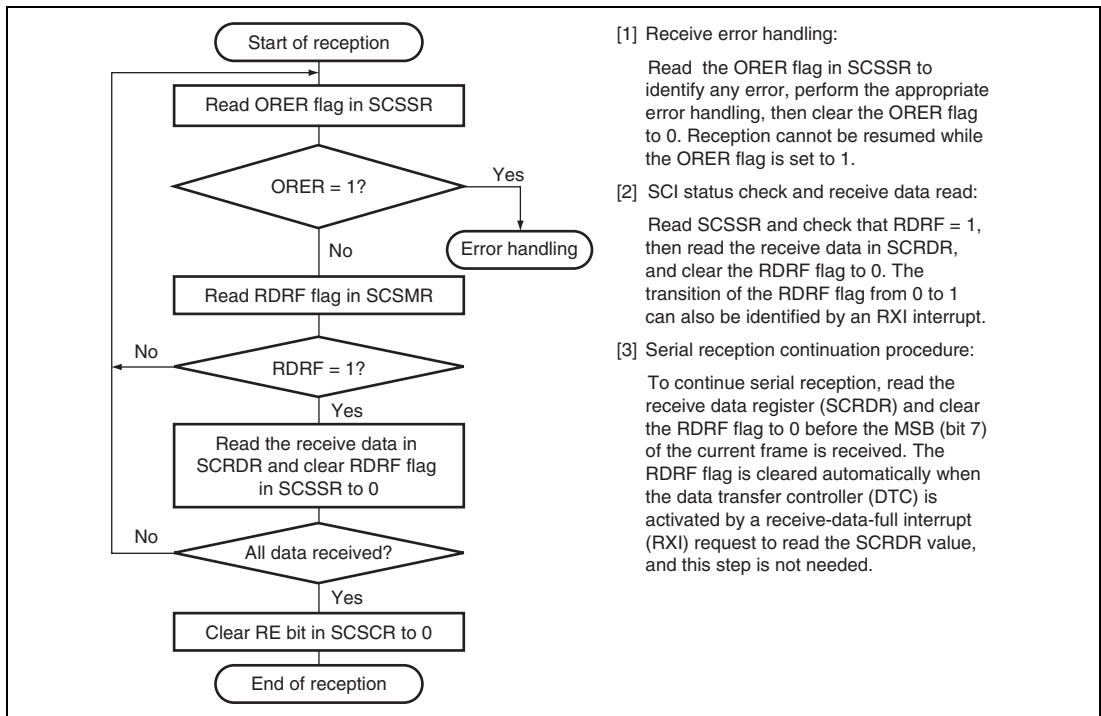 Start of reception
Read ORER flag in SCSSR
ORER = 1?
Yes
Error handling
No
Read RDRF flag in SCSMR
No
RDRF = 1?
Yes
Read the receive data in
SCRDR and clear RDRF flag
in SCSSR to 0
No
All data received?
Yes
Clear RE bit in SCSCR to 0
End of reception
[1] Receive error handling:
Read the ORER flag in SCSSR to
identify any error, perform the appropriate
error handling, then clear the ORER flag
to 0. Reception cannot be resumed while
the ORER flag is set to 1.
[2] SCI status check and receive data read:
Read SCSSR and check that RDRF = 1,
then read the receive data in SCRDR,
and clear the RDRF flag to 0. The
transition of the RDRF flag from 0 to 1
can also be identified by an RXI interrupt.
[3] Serial reception continuation procedure:
To continue serial reception, read the
receive data register (SCRDR) and clear
the RDRF flag to 0 before the MSB (bit 7)
of the current frame is received. The
RDRF flag is cleared automatically when
the data transfer controller (DTC) is
activated by a receive-data-full interrupt
(RXI) request to read the SCRDR value,
and this step is not needed.